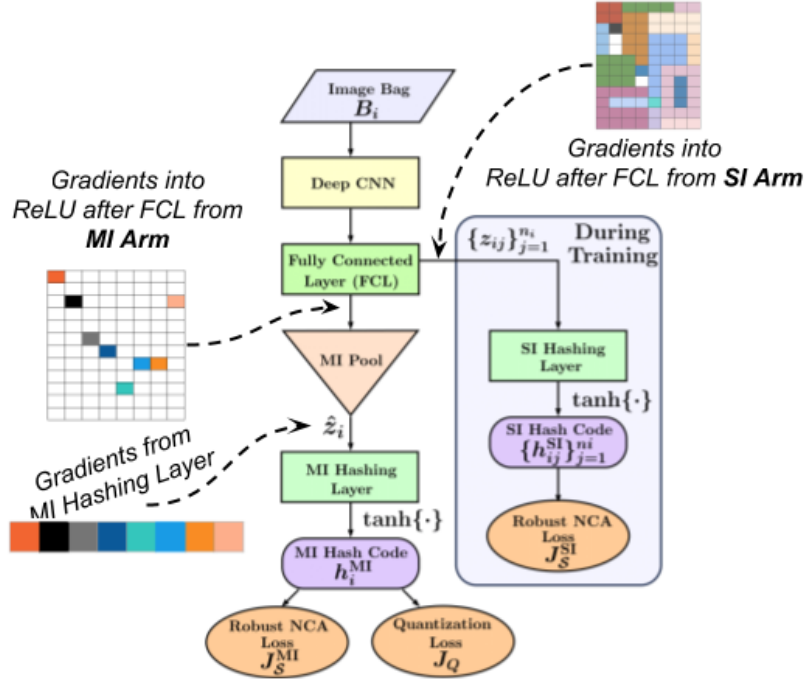 Image Bag
B_i
Deep CNN
Fully Connected
Layer (FCL)
MI Pool
ẑ_i
MI Hashing
Layer
tanh{·}
MI Hash Code
h_i^MI
Robust NCA
Loss
J_S^MI
Quantization
Loss
J_Q
Gradients into
ReLU after FCL from
MI Arm
Gradients from
MI Hashing Layer
Gradients into
ReLU after FCL from SI Arm
{z_ij}_{j=1}^{n_i}
During
Training
SI Hashing
Layer
tanh{·}
SI Hash Code
{h_ij^SI}_{j=1}^{ni}
Robust NCA
Loss
J_S^SI